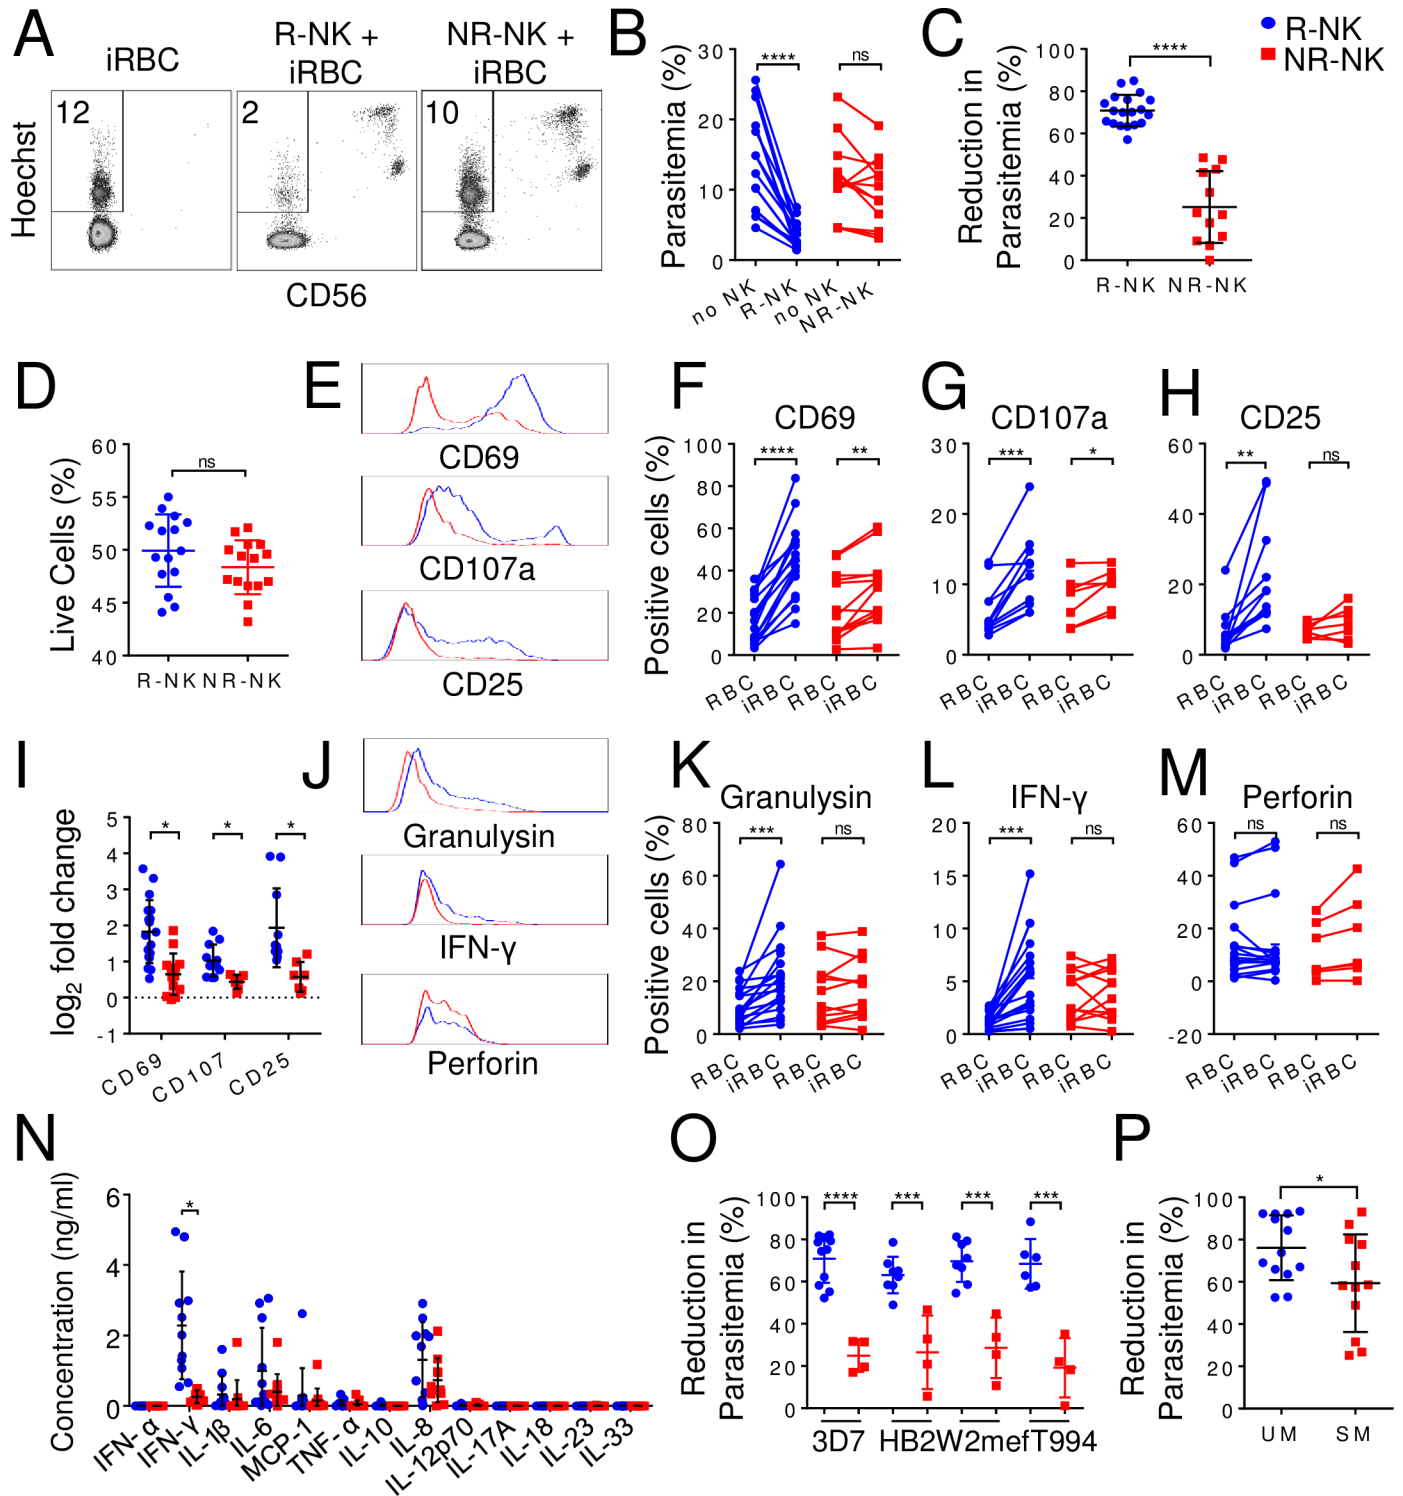 A
iRBC
R-NK +
iRBC
NR-NK +
iRBC
12
2
10
Hoechst
CD56
B
Parasitemia (%)
30
20
10
0
****
ns
no NK
R-NK
no NK
NR-NK
C
R-NK
NR-NK
Reduction in
Parasitemia (%)
100
80
60
40
20
0
****
R-NK
NR-NK
D
Live Cells (%)
60
55
50
45
40
ns
R-NK
NR-NK
E
CD69
CD107a
CD25
F
CD69
Positive cells (%)
100
80
60
40
20
0
****
**
RBC
iRBC
RBC
iRBC
G
CD107a
30
20
10
0
***
*
RBC
iRBC
RBC
iRBC
H
CD25
60
40
20
0
**
ns
RBC
iRBC
RBC
iRBC
I
log2 fold change
5
4
3
2
1
0
-1
*
*
*
CD69
CD107
CD25
J
Granulysin
IFN-γ
Perforin
K
Granulysin
Positive cells (%)
80
60
40
20
0
***
ns
RBC
iRBC
RBC
iRBC
L
IFN-γ
20
15
10
5
0
***
ns
RBC
iRBC
RBC
iRBC
M
Perforin
60
40
20
0
-20
ns
ns
RBC
iRBC
RBC
iRBC
N
Concentration (ng/ml)
6
4
2
0
*
IFN-α
IFN-γ
IL-1β
IL-6
MCP-1
TNF-α
IL-10
IL-8
IL-12p70
IL-17A
IL-18
IL-23
IL-33
O
Reduction in
Parasitemia (%)
100
80
60
40
20
0
****
***
***
***
3D7
HB2
W2mef
T994
P
Reduction in
Parasitemia (%)
100
80
60
40
20
0
*
UM
SM